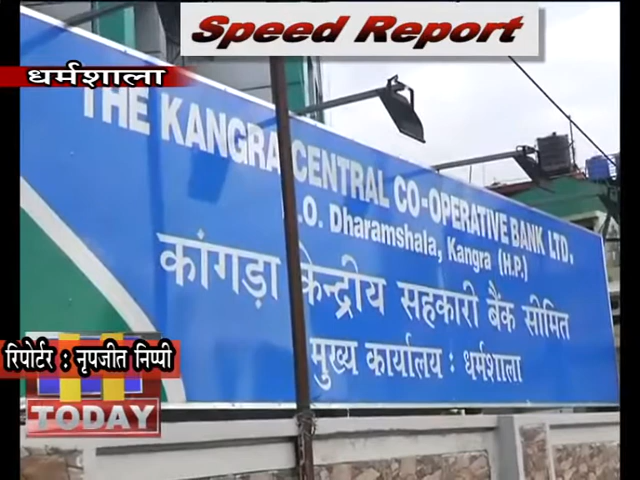 Speed Report
धर्मशाला
THE KANGRA CENTRAL CO-OPERATIVE BANK LTD.
.O. Dharamshala, Kangra (H.P.)
कांगड़ा केन्द्रीय सहकारी बैंक सीमित
मुख्य कार्यालय : धर्मशाला
रिपोर्टर : नृपजीत निप्पी
TODAY